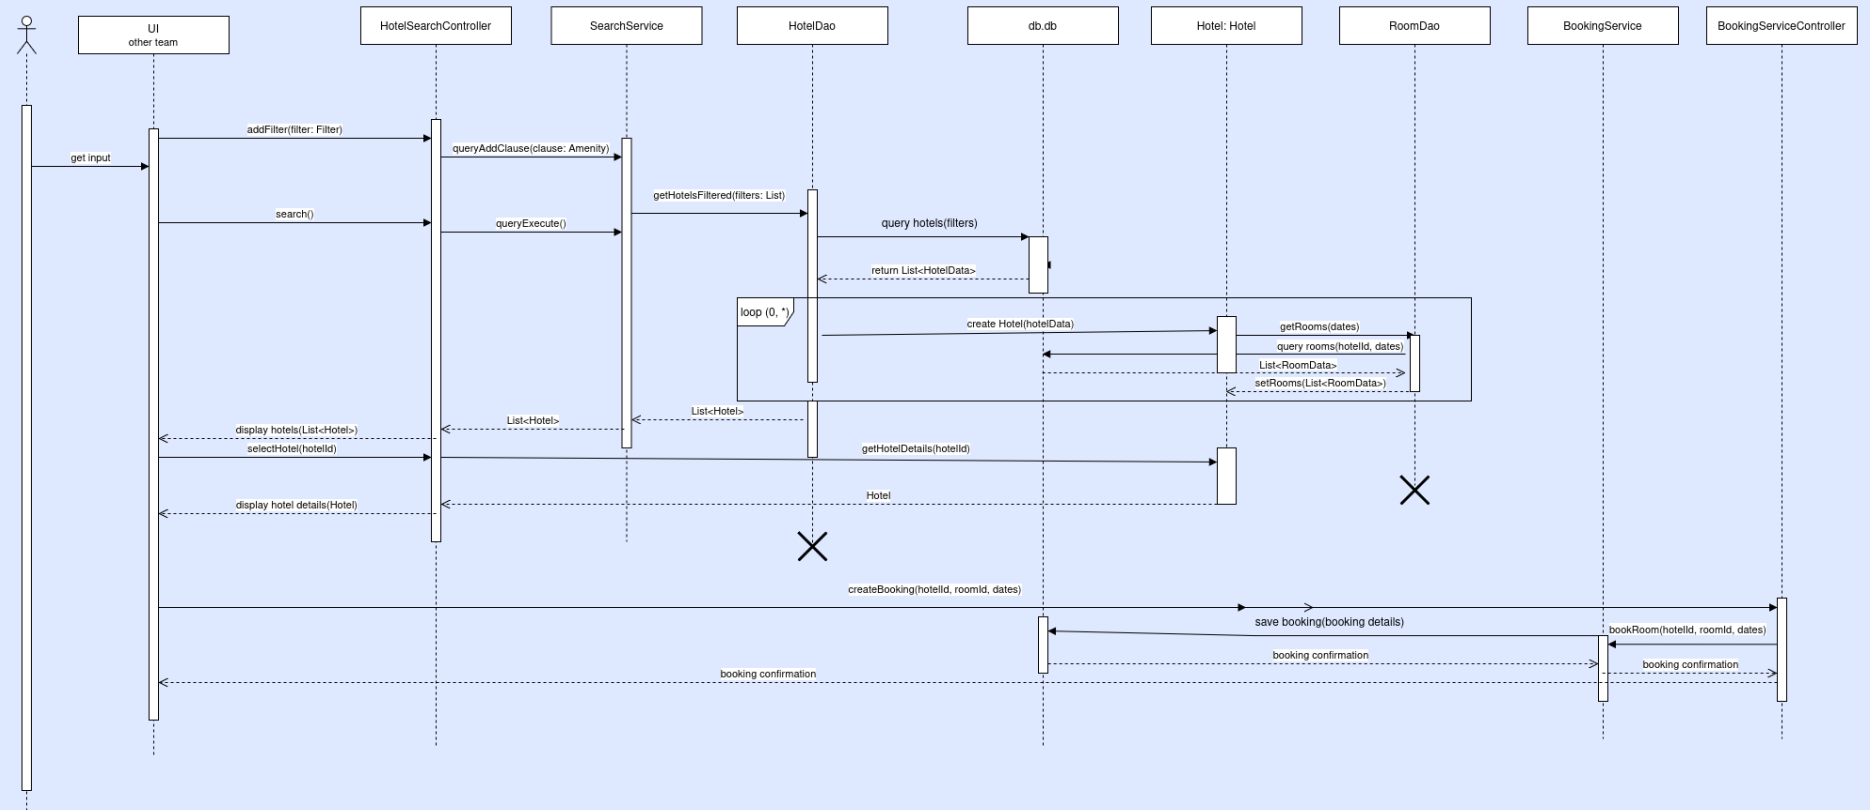 UI
other team
HotelSearchController
SearchService
HotelDao
db.db
Hotel: Hotel
RoomDao
BookingService
BookingServiceController
addFilter(filter: Filter)
queryAddClause(clause: Amenity)
get input
getHotelsFiltered(filters: List)
search()
queryExecute()
query hotels(filters)
return List<HotelData>
loop (0, *)
create Hotel(hotelData)
getRooms(dates)
query rooms(hotelId, dates)
List<RoomData>
setRooms(List<RoomData>)
List<Hotel>
List<Hotel>
display hotels(List<Hotel>)
selectHotel(hotelId)
getHotelDetails(hotelId)
Hotel
display hotel details(Hotel)
createBooking(hotelId, roomId, dates)
save booking(booking details)
bookRoom(hotelId, roomId, dates)
booking confirmation
booking confirmation
booking confirmation